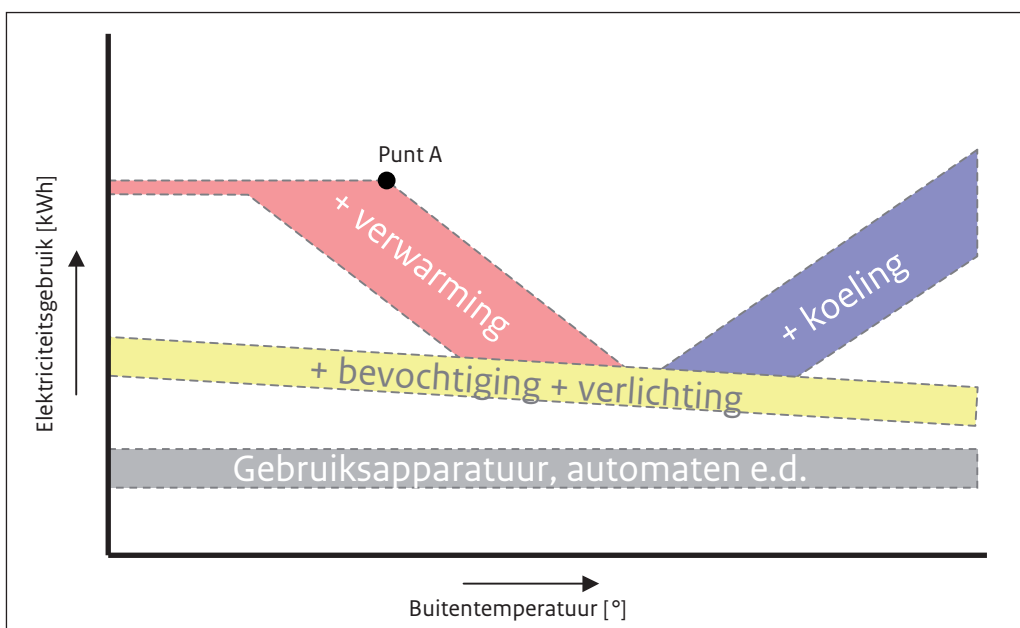 Punt A
+ verwarming
+ koeling
+ bevochtiging + verlichting
Gebruiksapparatuur, automaten e.d.
Elektriciteitsgebruik [kWh]
Buitentemperatuur [°]